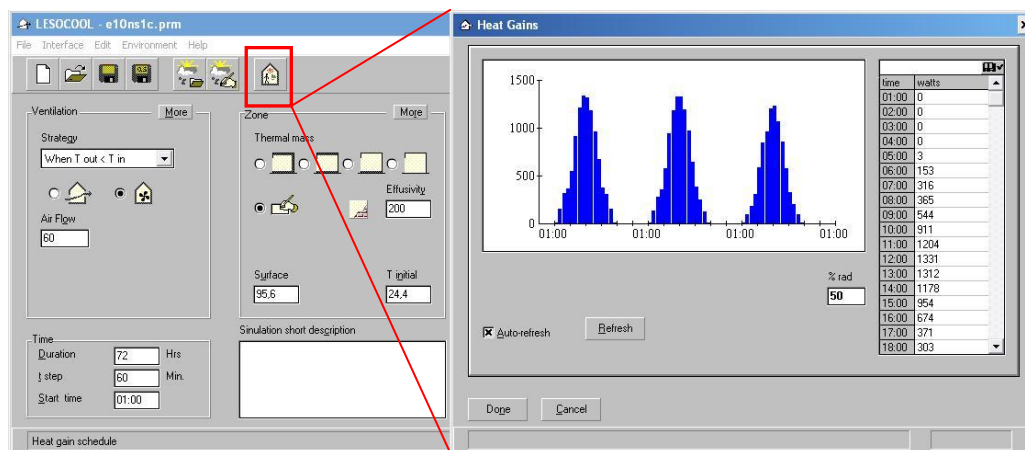 LESOCOOL - e10ns1c.prm
File Interface Edit Environment Help
Ventilation
More
Strategy
When T out < T in
Air Flow
60
Zone
More
Thermal mass
Effusivity
200
Surface
95,6
T initial
24,4
Time
Duration 72 Hrs
t step 60 Min.
Start time 01:00
Sinulation short description
Heat gain schedule
Heat Gains
1500
1000
500
0
01:00 01:00 01:00 01:00
% rad
50
Auto-refresh
Refresh
time watts
01:00 0
02:00 0
03:00 0
04:00 0
05:00 3
06:00 153
07:00 316
08:00 365
09:00 544
10:00 911
11:00 1204
12:00 1331
13:00 1312
14:00 1178
15:00 954
16:00 674
17:00 371
18:00 303
Done
Cancel